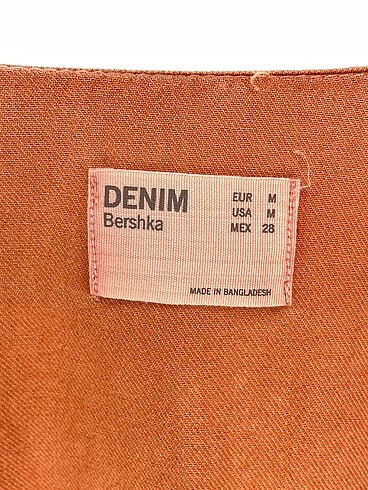 DENIM
Bershka
EUR M
USA M
MEX 28
MADE IN BANGLADESH